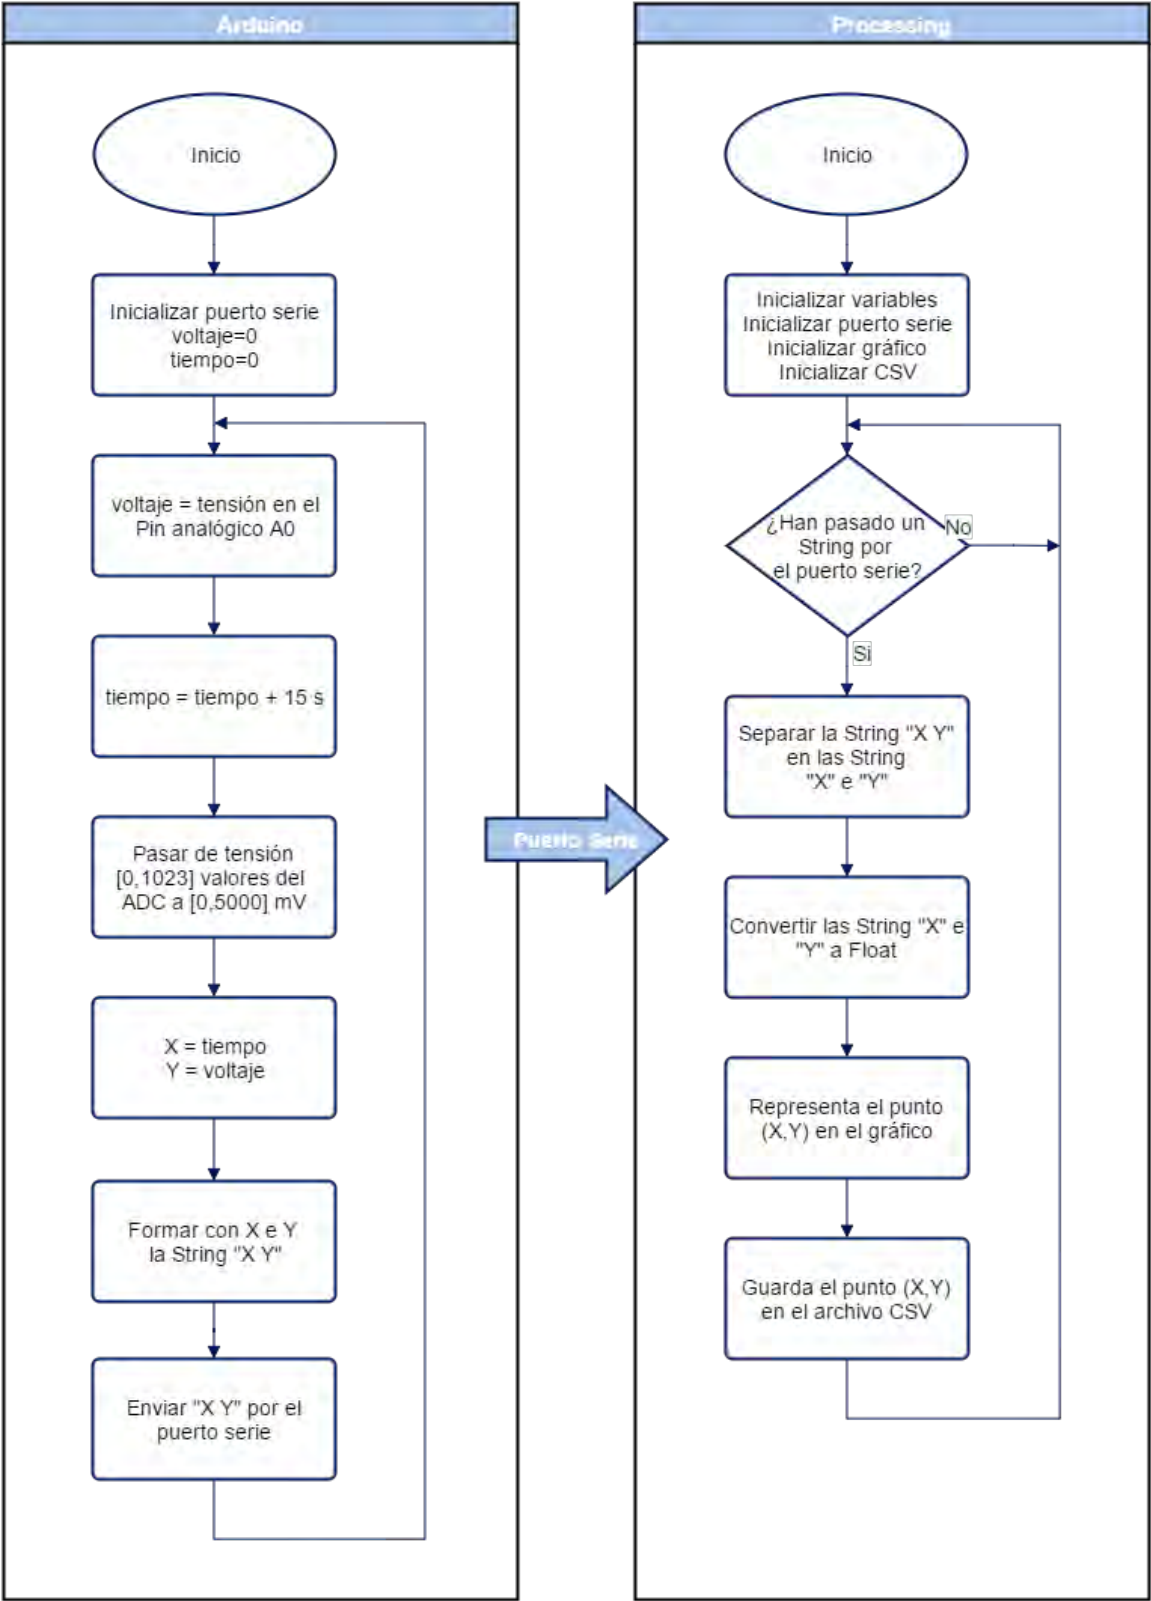 Arduino
Inicio
Inicializar puerto serie
voltaje=0
tiempo=0
voltaje = tensión en el
Pin analógico A0
tiempo = tiempo + 15 s
Pasar de tensión
[0,1023] valores del
ADC a [0,5000] mV
X = tiempo
Y = voltaje
Formar con X e Y
la String "X Y"
Enviar "X Y" por el
puerto serie
Puerto Serie
Processing
Inicio
Inicializar variables
Inicializar puerto serie
Inicializar gráfico
Inicializar CSV
¿Han pasado un
String por
el puerto serie?
No
Si
Separar la String "X Y"
en las String
"X" e "Y"
Convertir las String "X" e
"Y" a Float
Representa el punto
(X,Y) en el gráfico
Guarda el punto (X,Y)
en el archivo CSV